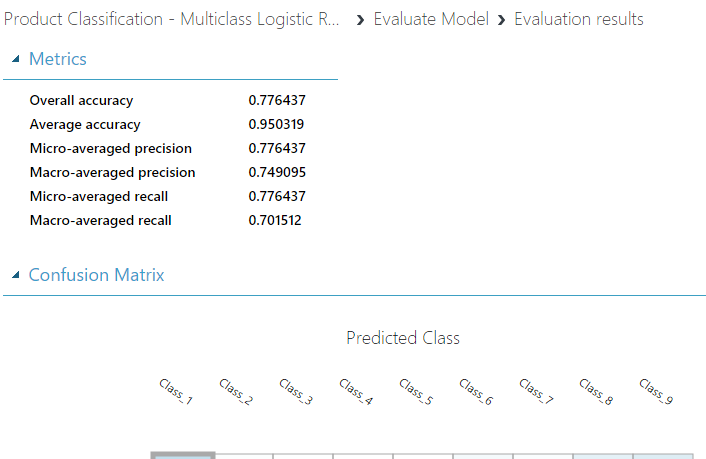 Product Classification - Multiclass Logistic R... ❯ Evaluate Model ❯ Evaluation results
Metrics
Overall accuracy 0.776437
Average accuracy 0.950319
Micro-averaged precision 0.776437
Macro-averaged precision 0.749095
Micro-averaged recall 0.776437
Macro-averaged recall 0.701512
Confusion Matrix
Predicted Class
Class_1 Class_2 Class_3 Class_4 Class_5 Class_6 Class_7 Class_8 Class_9